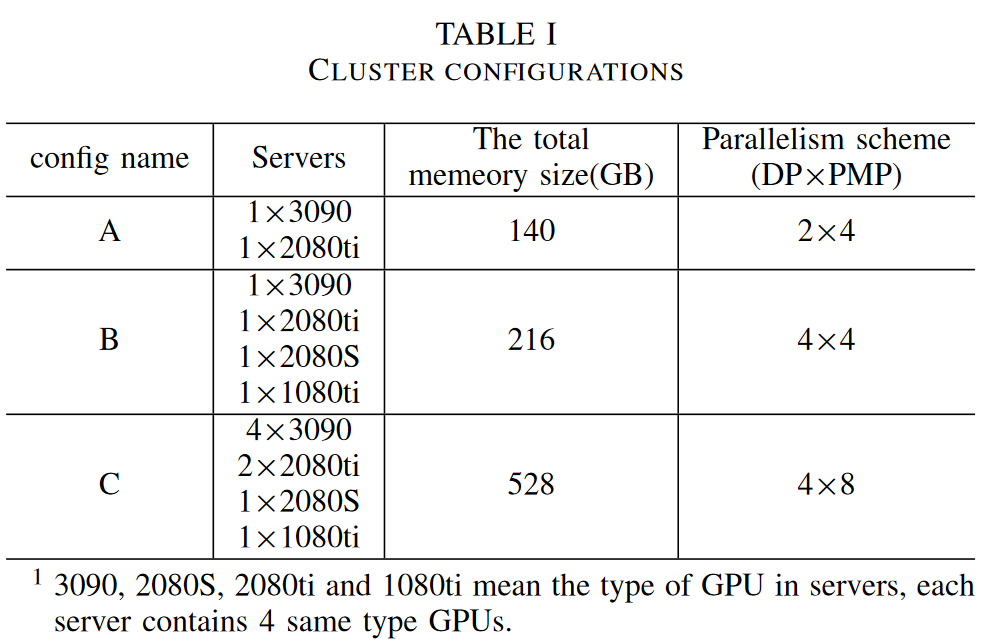 TABLE I
CLUSTER CONFIGURATIONS
config name Servers The total memeory size(GB) Parallelism scheme (DP×PMP)
A 1×3090 140 2×4
1×2080ti
B 1×3090 216 4×4
1×2080ti
1×2080S
1×1080ti
C 4×3090 528 4×8
2×2080ti
1×2080S
1×1080ti
1 3090, 2080S, 2080ti and 1080ti mean the type of GPU in servers, each
server contains 4 same type GPUs.